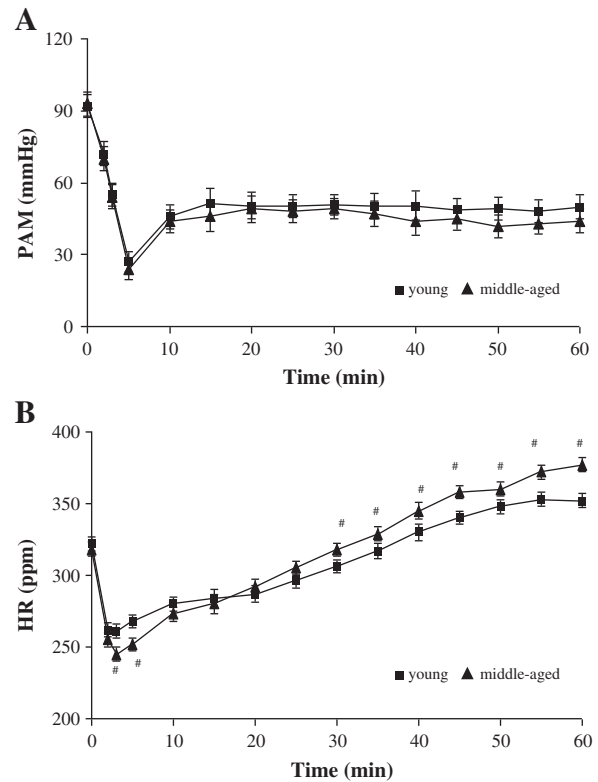 A
120
90
60
30
0
PAM (mmHg)
■ young ▲ middle-aged
0 10 20 30 40 50 60
Time (min)
B
400
350
300
250
200
HR (ppm)
# # # # # # #
# #
■ young ▲ middle-aged
0 10 20 30 40 50 60
Time (min)